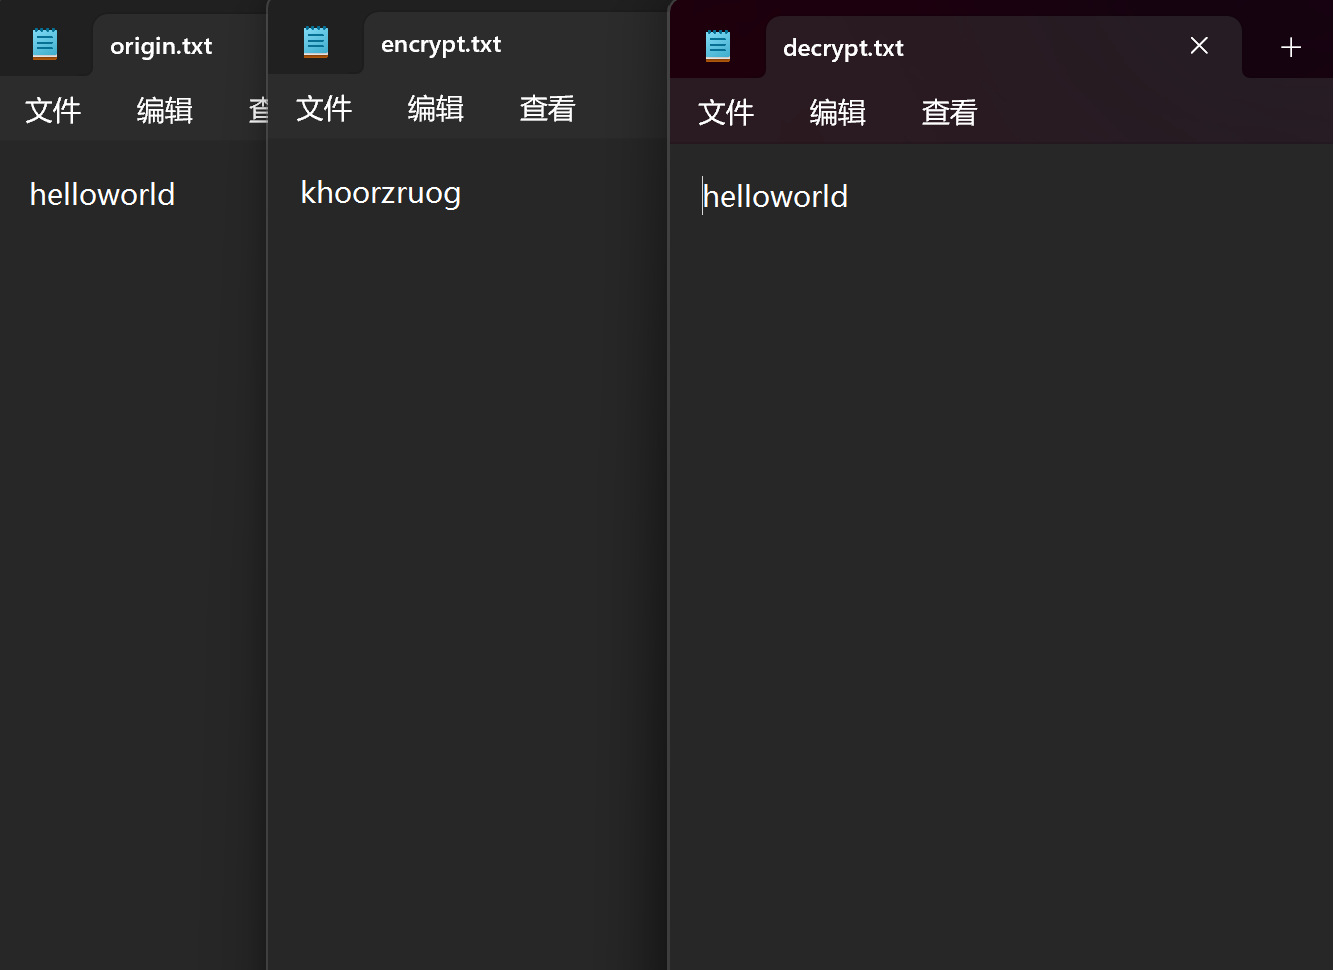 origin.txt
文件 编辑 查
helloworld
encrypt.txt
文件 编辑 查看
khoorzruog
decrypt.txt
文件 编辑 查看
helloworld